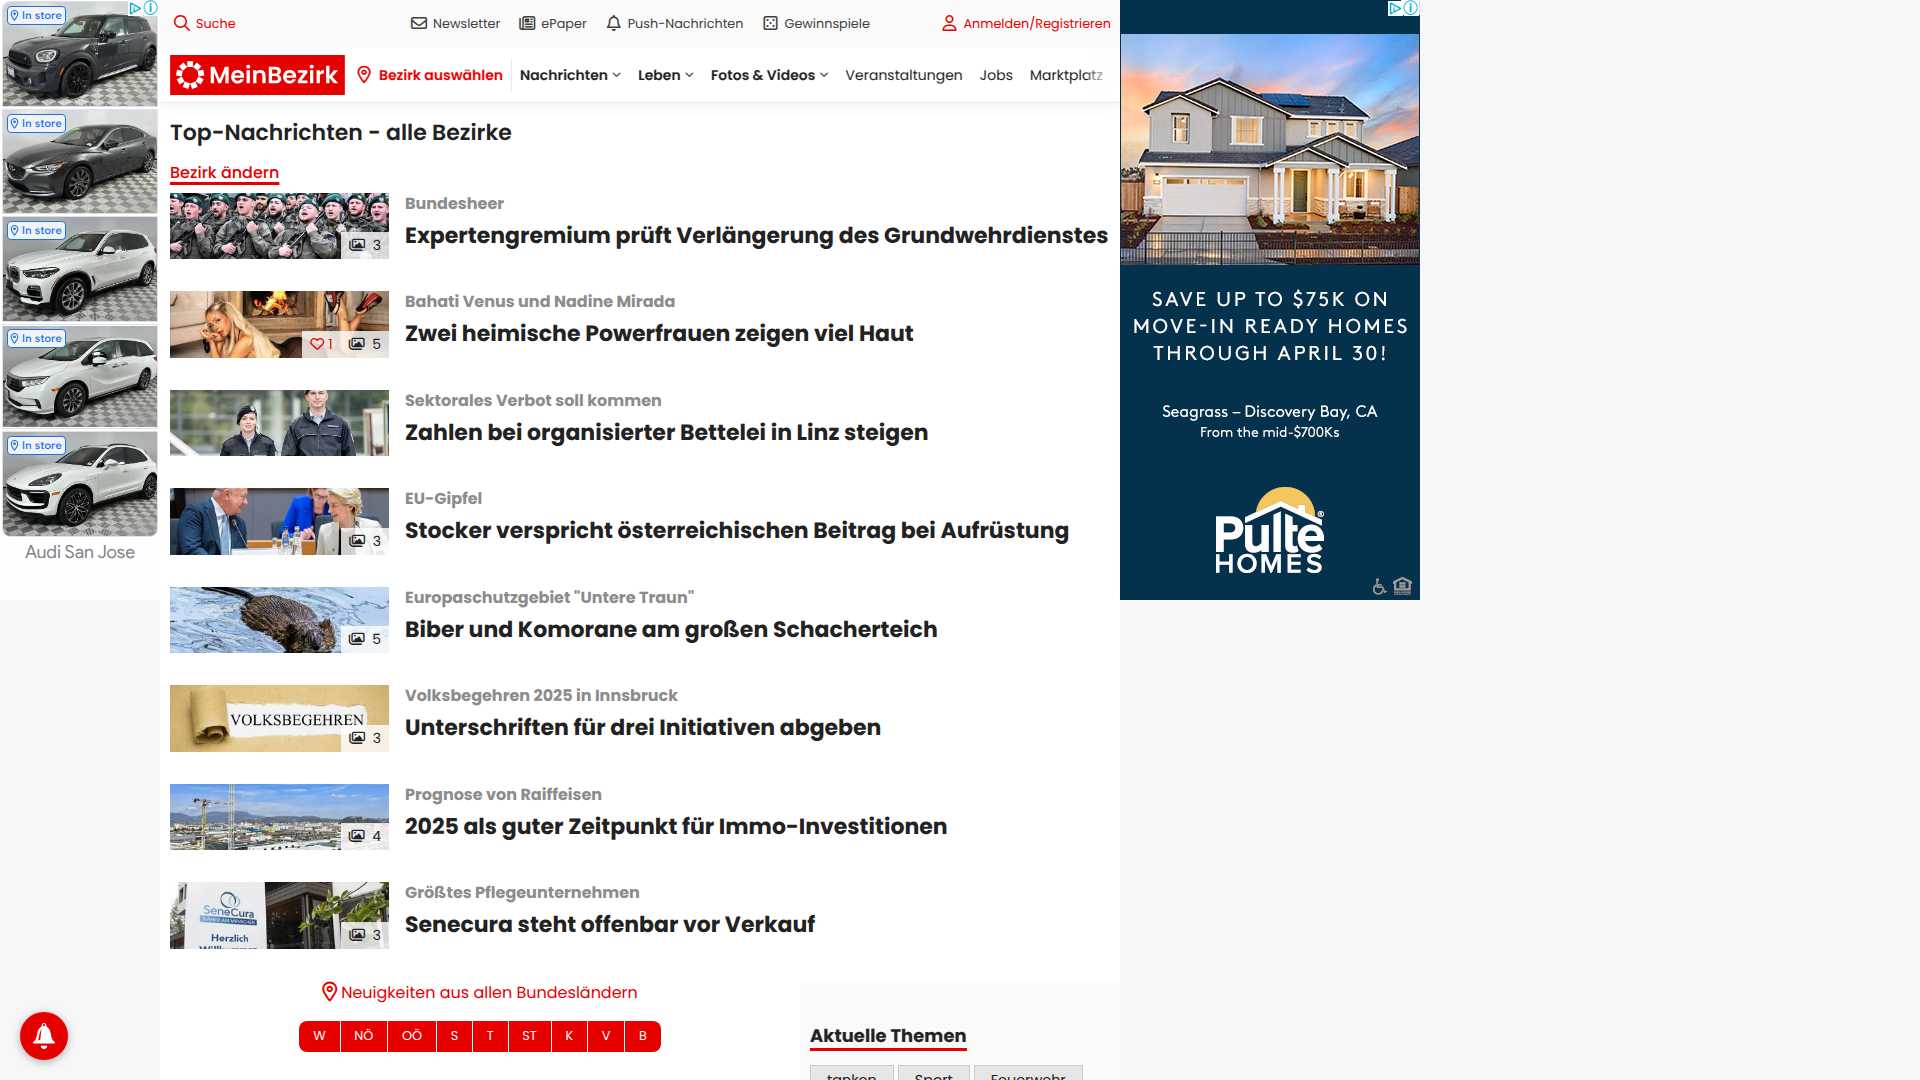 Suche
Newsletter
ePaper
Push-Nachrichten
Gewinnspiele
Anmelden/Registrieren
MeinBezirk
Bezirk auswählen
Nachrichten
Leben
Fotos & Videos
Veranstaltungen
Jobs
Marktplatz
In store
In store
In store
In store
In store
Audi San Jose
Top-Nachrichten - alle Bezirke
Bezirk ändern
3
Bundesheer
Expertengremium prüft Verlängerung des Grundwehrdienstes
1
5
Bahati Venus und Nadine Mirada
Zwei heimische Powerfrauen zeigen viel Haut
Sektorales Verbot soll kommen
Zahlen bei organisierter Bettelei in Linz steigen
3
EU-Gipfel
Stocker verspricht österreichischen Beitrag bei Aufrüstung
5
Europaschutzgebiet "Untere Traun"
Biber und Komorane am großen Schacherteich
VOLKSBEGEHREN
3
Volksbegehren 2025 in Innsbruck
Unterschriften für drei Initiativen abgeben
4
Prognose von Raiffeisen
2025 als guter Zeitpunkt für Immo-Investitionen
SeneCura
Herzlich
3
Größtes Pflegeunternehmen
Senecura steht offenbar vor Verkauf
Neuigkeiten aus allen Bundesländern
W
NÖ
OÖ
S
T
ST
K
V
B
Aktuelle Themen
tanken
Sport
Feuerwehr
SAVE UP TO $75K ON
MOVE-IN READY HOMES
THROUGH APRIL 30!
Seagrass – Discovery Bay, CA
From the mid-$700Ks
Pulte®
HOMES